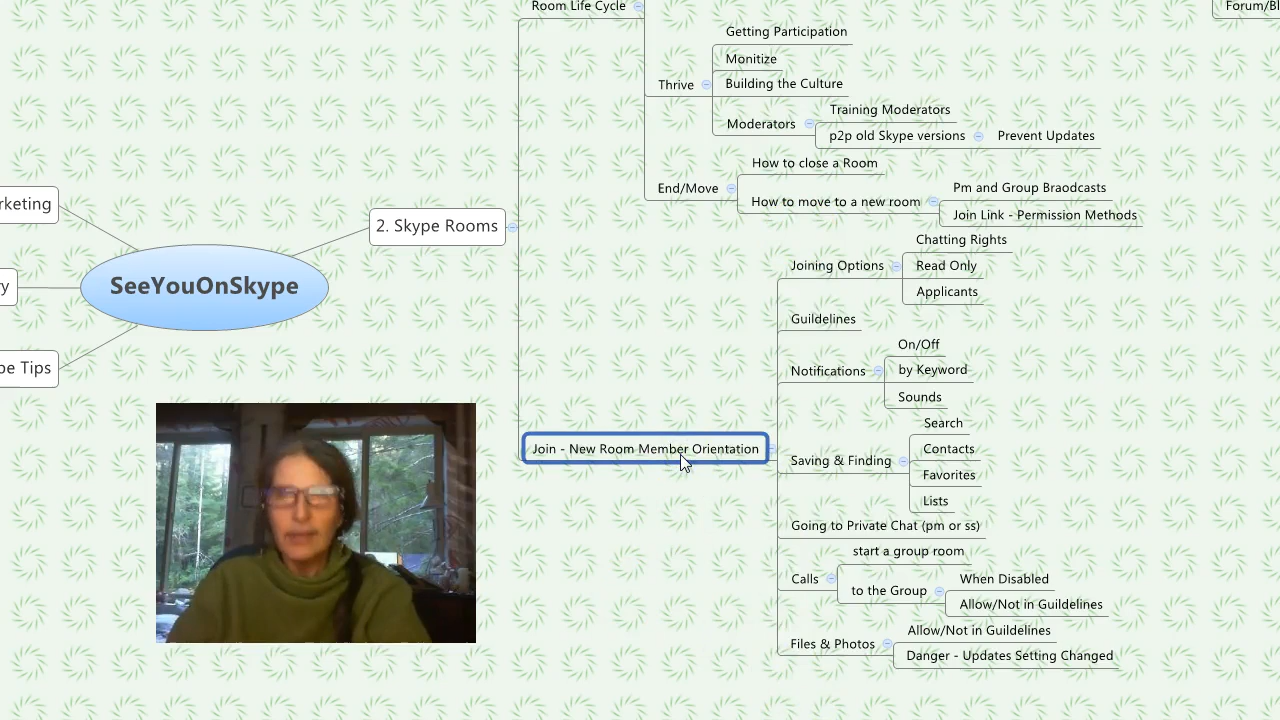 Room Life Cycle
Forum/Bl
Getting Participation
Monitize
Thrive
Building the Culture
Training Moderators
Moderators
p2p old Skype versions
Prevent Updates
How to close a Room
End/Move
Pm and Group Braodcasts
How to move to a new room
Join Link - Permission Methods
rketing
2. Skype Rooms
SeeYouOnSkype
ry
pe Tips
Chatting Rights
Joining Options
Read Only
Applicants
Guildelines
On/Off
Notifications
by Keyword
Sounds
Join - New Room Member Orientation
Search
Contacts
Saving & Finding
Favorites
Lists
Going to Private Chat (pm or ss)
start a group room
Calls
When Disabled
to the Group
Allow/Not in Guildelines
Allow/Not in Guildelines
Files & Photos
Danger - Updates Setting Changed